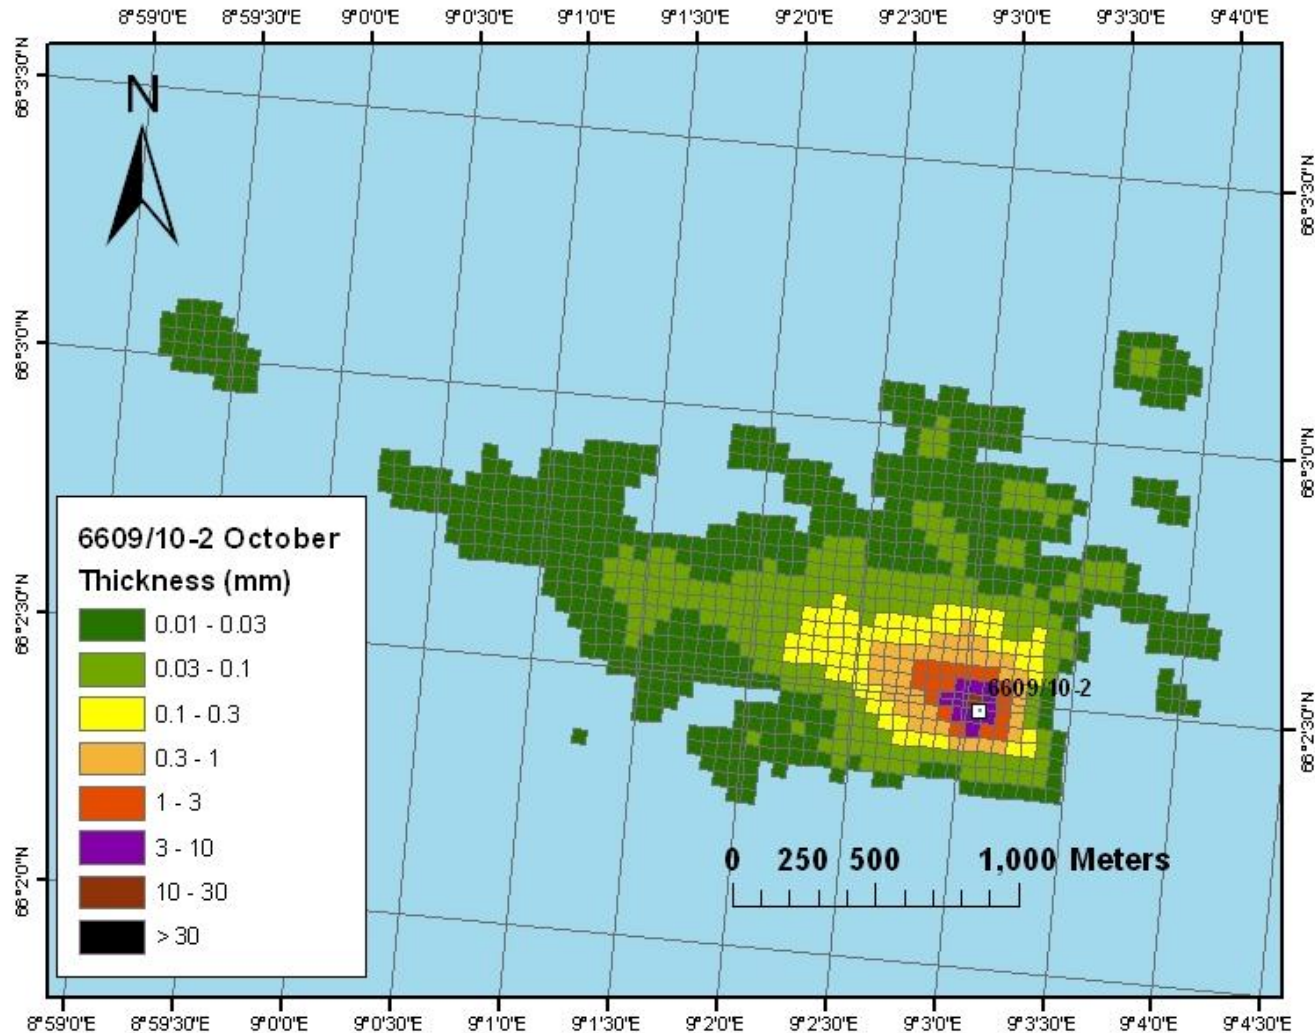 8°59'0"E 8°59'30"E 9°0'0"E 9°0'30"E 9°1'0"E 9°1'30"E 9°2'0"E 9°2'30"E 9°3'0"E 9°3'30"E 9°4'0"E
66°3'30"N
N
66°3'30"N
66°3'0"N
66°3'0"N
6609/10-2 October
Thickness (mm)
0.01 - 0.03
0.03 - 0.1
0.1 - 0.3
0.3 - 1
1 - 3
3 - 10
10 - 30
> 30
66°2'30"N
6609/10-2
66°2'30"N
0 250 500 1,000 Meters
66°2'0"N
8°59'0"E 8°59'30"E 9°0'0"E 9°0'30"E 9°1'0"E 9°1'30"E 9°2'0"E 9°2'30"E 9°3'0"E 9°3'30"E 9°4'0"E 9°4'30"E